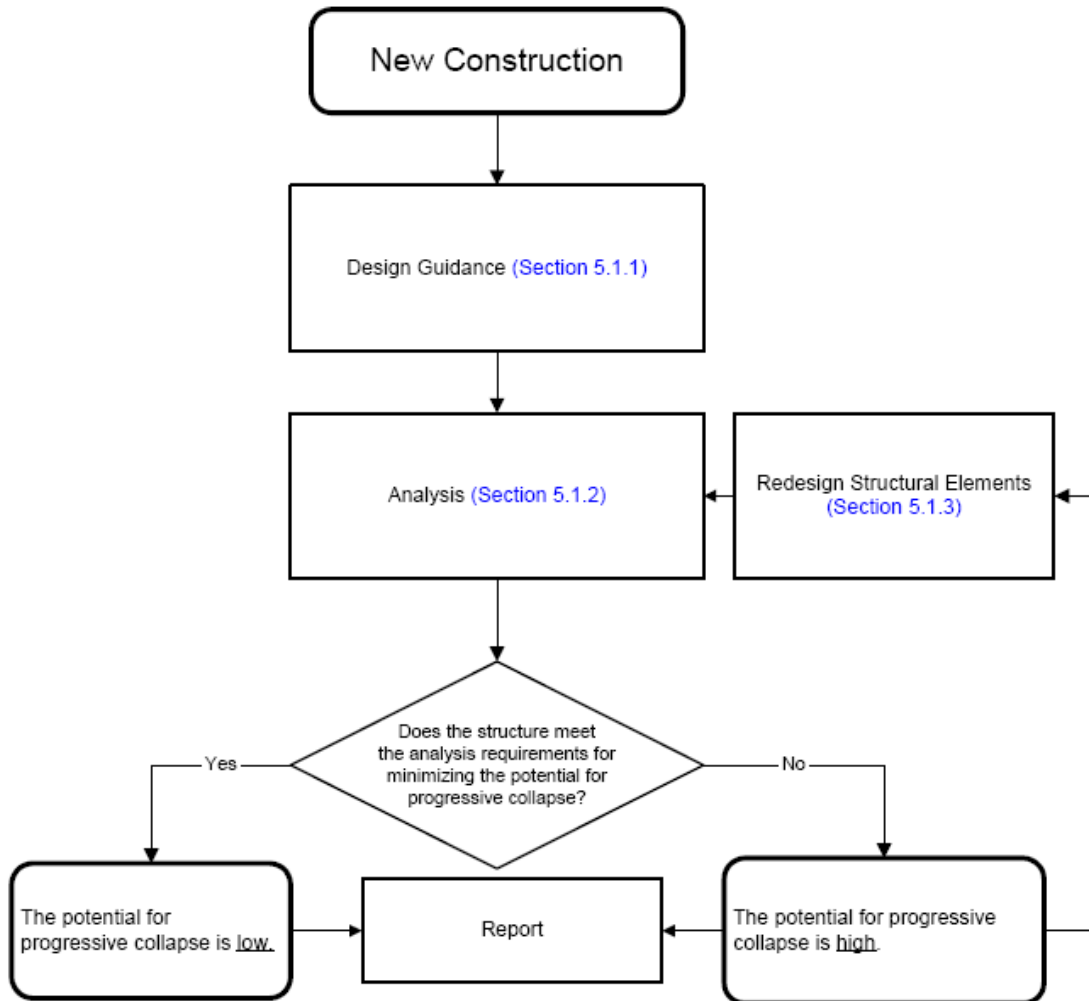 New Construction
Design Guidance (Section 5.1.1)
Analysis (Section 5.1.2)
Redesign Structural Elements
(Section 5.1.3)
Does the structure meet
the analysis requirements for
minimizing the potential for
progressive collapse?
Yes
No
The potential for
progressive collapse is low.
Report
The potential for progressive
collapse is high.